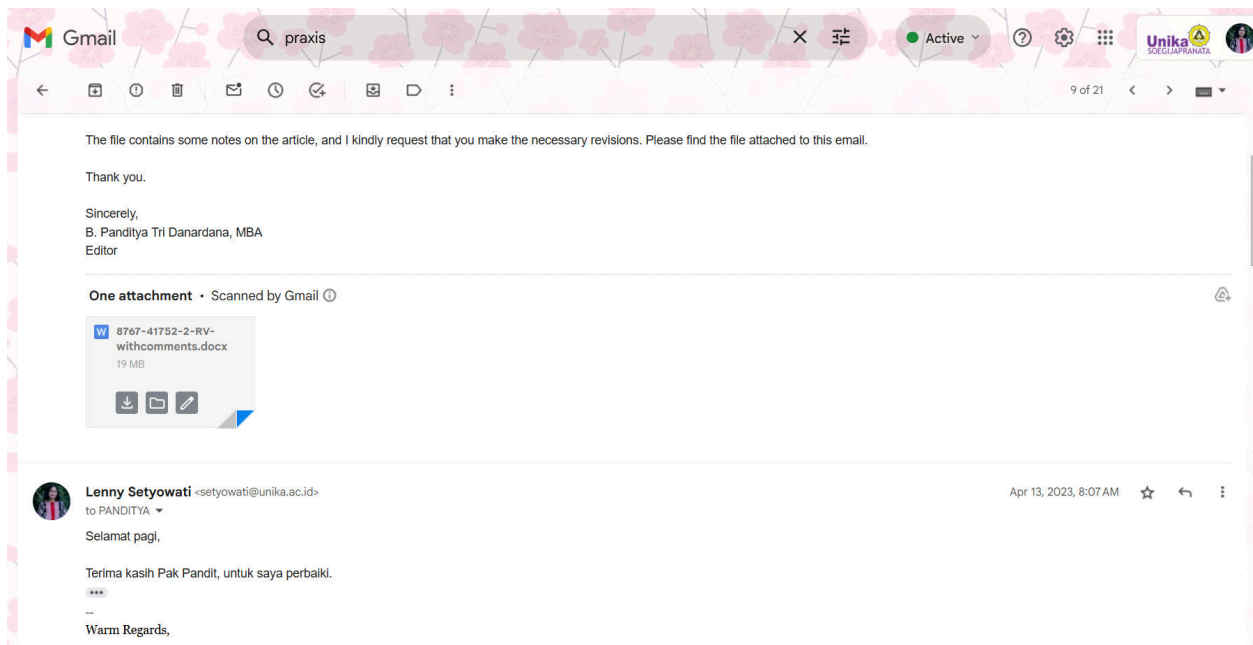 Gmail
praxis
Active
Unika
SOEGIJAPRANATA
9 of 21
The file contains some notes on the article, and I kindly request that you make the necessary revisions. Please find the file attached to this email.
Thank you.
Sincerely,
B. Panditya Tri Danardana, MBA
Editor
One attachment • Scanned by Gmail
W
8767-41752-2-RV-
withcomments.docx
19 MB
Lenny Setyowati <setyowati@unika.ac.id>
Apr 13, 2023, 8:07 AM
to PANDITYA
Selamat pagi,
Terima kasih Pak Pandit, untuk saya perbaiki.
--
Warm Regards,